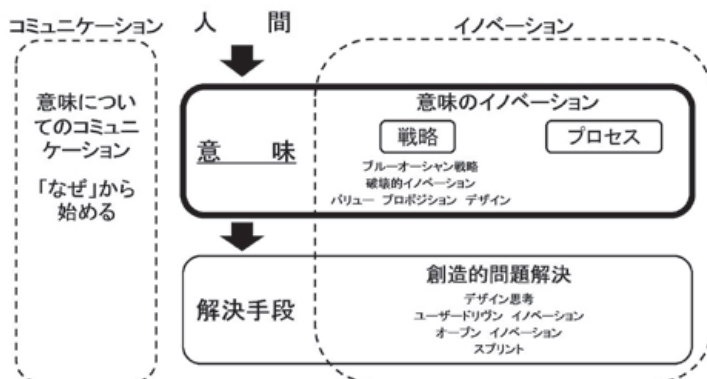 コミュニケーション
人 間
イノベーション
意味につい
てのコミュニ
ケーション
「なぜ」から
始める
意 味
意味のイノベーション
戦略
プロセス
ブルーオーシャン戦略
破壊的イノベーション
バリュー プロポジション デザイン
解決手段
創造的問題解決
デザイン思考
ユーザードリヴン イノベーション
オープン イノベーション
スプリント